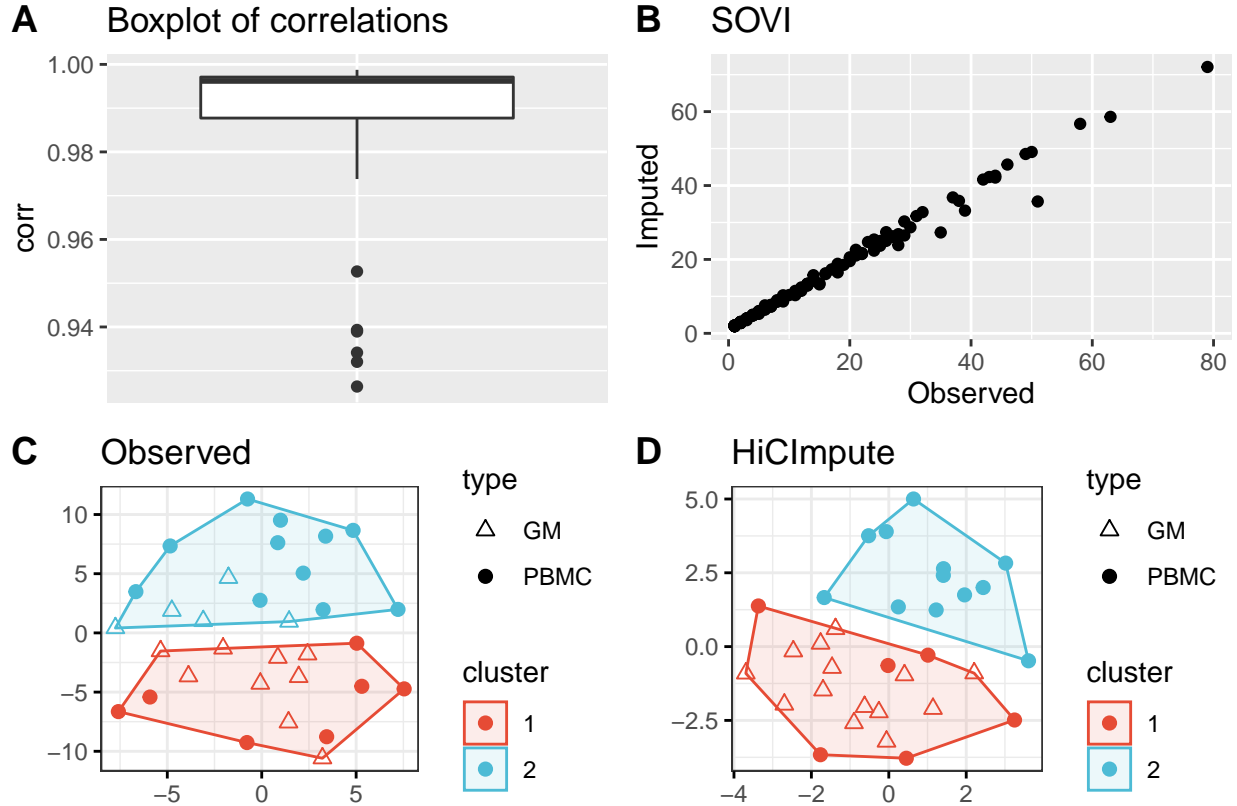 A Boxplot of correlations
1.00
0.98
0.96
0.94
corr
B SOVI
60
40
20
0
Imputed
0 20 40 60 80
Observed
C Observed
10
5
0
−5
−10
−5 0 5
type
GM
PBMC
cluster
1
2
D HiCImpute
5.0
2.5
0.0
−2.5
−4 −2 0 2
type
GM
PBMC
cluster
1
2